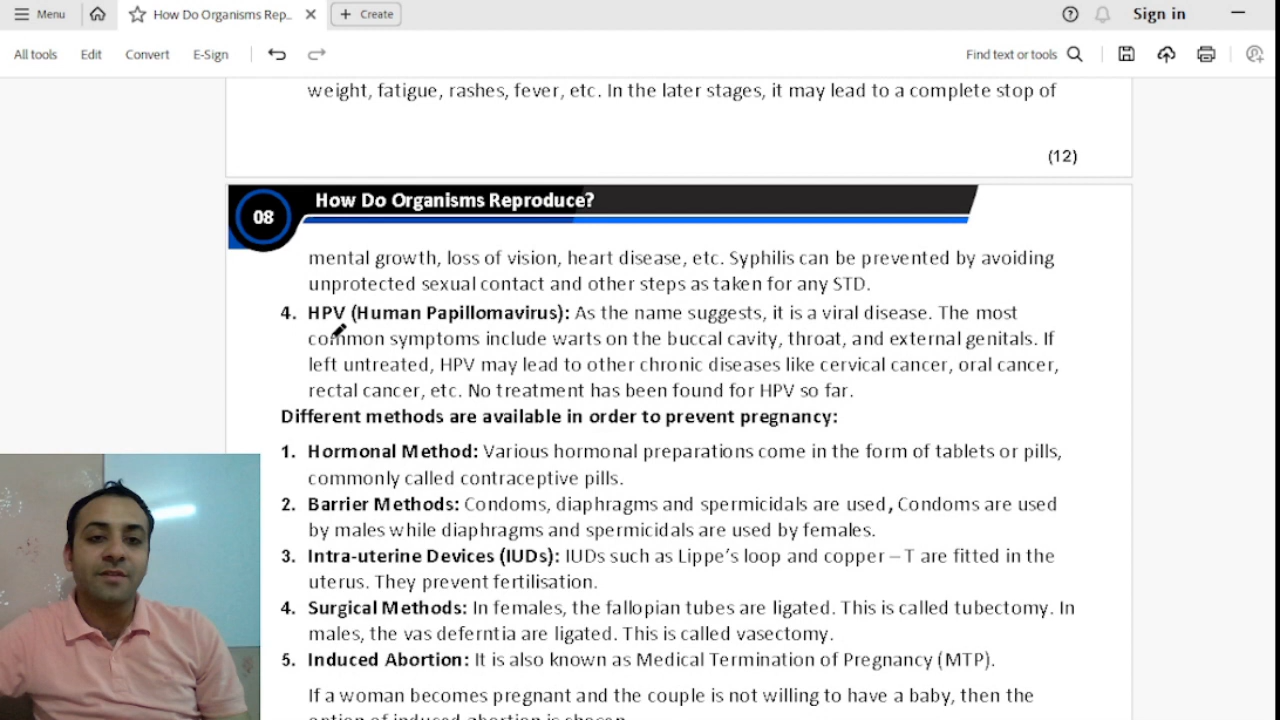 Menu
How Do Organisms Rep...
Create
Sign in
All tools
Edit
Convert
E-Sign
Find text or tools
weight, fatigue, rashes, fever, etc. In the later stages, it may lead to a complete stop of
(12)
08
How Do Organisms Reproduce?
mental growth, loss of vision, heart disease, etc. Syphilis can be prevented by avoiding
unprotected sexual contact and other steps as taken for any STD.
4. HPV (Human Papillomavirus): As the name suggests, it is a viral disease. The most
common symptoms include warts on the buccal cavity, throat, and external genitals. If
left untreated, HPV may lead to other chronic diseases like cervical cancer, oral cancer,
rectal cancer, etc. No treatment has been found for HPV so far.
Different methods are available in order to prevent pregnancy:
1. Hormonal Method: Various hormonal preparations come in the form of tablets or pills,
commonly called contraceptive pills.
2. Barrier Methods: Condoms, diaphragms and spermicidals are used, Condoms are used
by males while diaphragms and spermicidals are used by females.
3. Intra-uterine Devices (IUDs): IUDs such as Lippe's loop and copper – T are fitted in the
uterus. They prevent fertilisation.
4. Surgical Methods: In females, the fallopian tubes are ligated. This is called tubectomy. In
males, the vas deferntia are ligated. This is called vasectomy.
5. Induced Abortion: It is also known as Medical Termination of Pregnancy (MTP).
If a woman becomes pregnant and the couple is not willing to have a baby, then the
option of induced abortion is chosen.